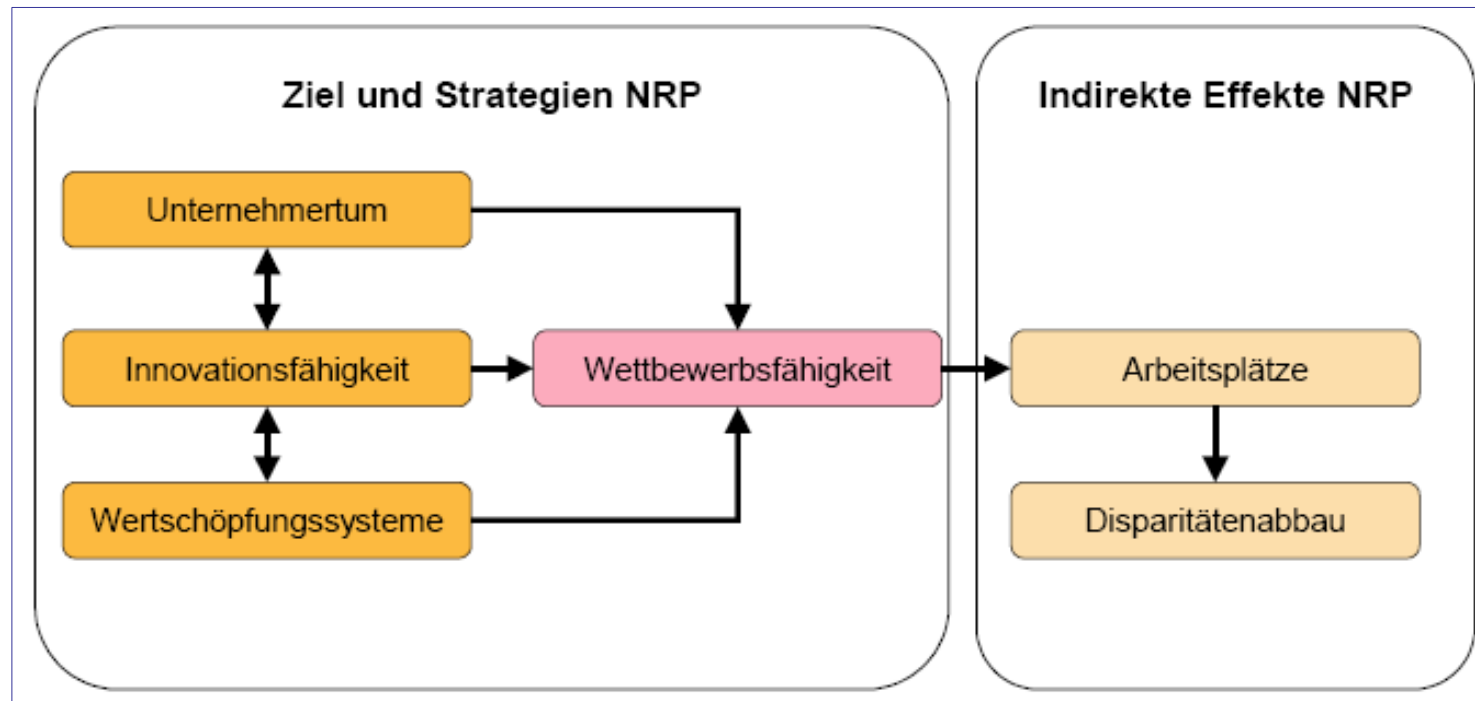 Ziel und Strategien NRP
Indirekte Effekte NRP
Unternehmertum
Innovationsfähigkeit
Wettbewerbsfähigkeit
Arbeitsplätze
Wertschöpfungssysteme
Disparitätenabbau